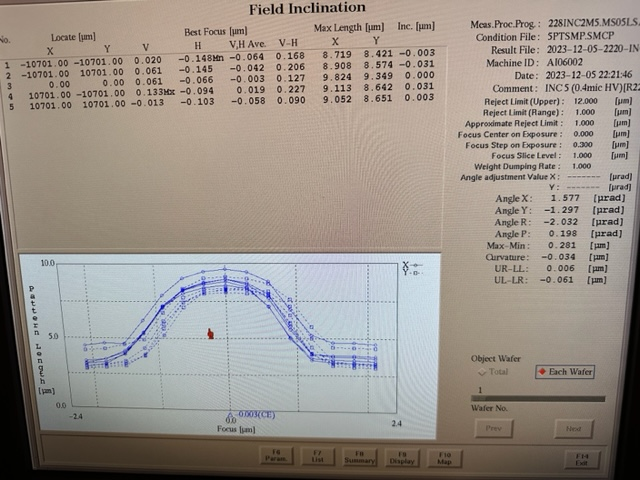 Field Inclination
No. Locate [μm] Best Focus [μm] Max Length [μm] Inc. [μm]
X Y V H V,H Ave. V-H X Y
1 -10701.00 -10701.00 0.020 -0.148Mn -0.064 0.168 8.719 8.421 -0.003
2 -10701.00 10701.00 0.061 -0.145 -0.042 0.206 8.908 8.574 -0.031
3 0.00 0.00 0.061 -0.066 -0.003 0.127 9.824 9.349 0.000
4 10701.00 -10701.00 0.133Mx -0.094 0.019 0.227 9.113 8.642 0.031
5 10701.00 10701.00 -0.013 -0.103 -0.058 0.090 9.052 8.651 0.003
Meas.Proc.Prog. : 228INC2M5.MS05LS.
Condition File : 5PTSMP.SMCP
Result File : 2023-12-05-2220-IN
Machine ID : AI06002
Date : 2023-12-05 22:21:46
Comment : INC 5 (0.4mic HV)[R22
Reject Limit (Upper) : 12.000 [μm]
Reject Limit (Range) : 1.000 [μm]
Approximate Reject Limit : 1.000 [μm]
Focus Center on Exposure : 0.000 [μm]
Focus Step on Exposure : 0.300 [μm]
Focus Slice Level : 1.000 [μm]
Weight Dumping Rate : 1.000
Angle adjustment Value X : ------- [μrad]
Y : ------- [μrad]
Angle X : 1.577 [μrad]
Angle Y : -1.297 [μrad]
Angle R : -2.032 [μrad]
Angle P : 0.198 [μrad]
Max-Min : 0.281 [μm]
Curvature : -0.034 [μm]
UR-LL : 0.006 [μm]
UL-LR : -0.061 [μm]
Pattern Length [μm]
10.0
5.0
0.0
X
Y
-0.003(CE)
-2.4 0.0 2.4
Focus [μm]
Object Wafer
Total Each Wafer
1
Wafer No.
Prev Next
F6 Param.
F7 List
F8 Summary
F9 Display
F10 Map
F14 Exit